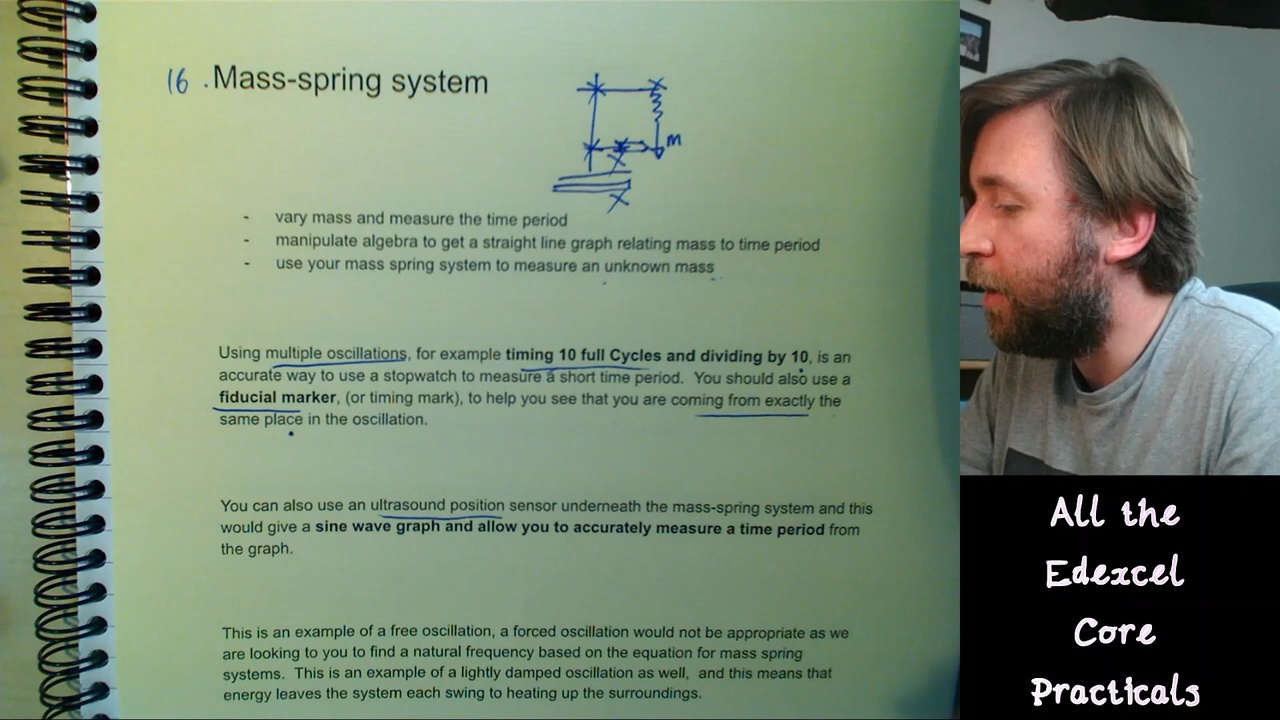 16. Mass-spring system
m
- vary mass and measure the time period
- manipulate algebra to get a straight line graph relating mass to time period
- use your mass spring system to measure an unknown mass
Using multiple oscillations, for example timing 10 full Cycles and dividing by 10, is an
accurate way to use a stopwatch to measure a short time period. You should also use a
fiducial marker, (or timing mark), to help you see that you are coming from exactly the
same place in the oscillation.
You can also use an ultrasound position sensor underneath the mass-spring system and this
would give a sine wave graph and allow you to accurately measure a time period from
the graph.
This is an example of a free oscillation, a forced oscillation would not be appropriate as we
are looking to you to find a natural frequency based on the equation for mass spring
systems. This is an example of a lightly damped oscillation as well, and this means that
energy leaves the system each swing to heating up the surroundings.
All the
Edexcel
Core
Practicals